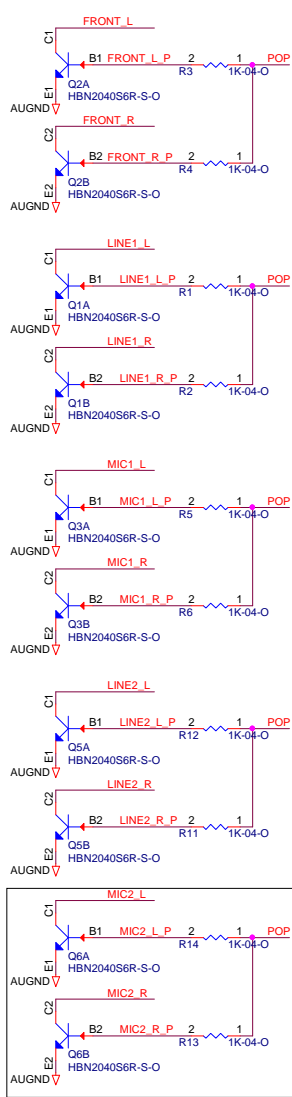 FRONT_L
C1
B1 FRONT_L_P 2 1 POP
R3 1K-04-O
Q2A
E1 HBN2040S6R-S-O
AUGND
FRONT_R
C2
B2 FRONT_R_P 2 1
R4 1K-04-O
Q2B
E2 HBN2040S6R-S-O
AUGND
LINE1_L
C1
B1 LINE1_L_P 2 1 POP
R1 1K-04-O
Q1A
E1 HBN2040S6R-S-O
AUGND
LINE1_R
C2
B2 LINE1_R_P 2 1
R2 1K-04-O
Q1B
E2 HBN2040S6R-S-O
AUGND
MIC1_L
C1
B1 MIC1_L_P 2 1 POP
R5 1K-04-O
Q3A
E1 HBN2040S6R-S-O
AUGND
MIC1_R
C2
B2 MIC1_R_P 2 1
R6 1K-04-O
Q3B
E2 HBN2040S6R-S-O
AUGND
LINE2_L
C1
B1 LINE2_L_P 2 1 POP
R12 1K-04-O
Q5A
E1 HBN2040S6R-S-O
AUGND
LINE2_R
C2
B2 LINE2_R_P 2 1
R11 1K-04-O
Q5B
E2 HBN2040S6R-S-O
AUGND
MIC2_L
C1
B1 MIC2_L_P 2 1 POP
R14 1K-04-O
Q6A
E1 HBN2040S6R-S-O
AUGND
MIC2_R
C2
B2 MIC2_R_P 2 1
R13 1K-04-O
Q6B
E2 HBN2040S6R-S-O
AUGND